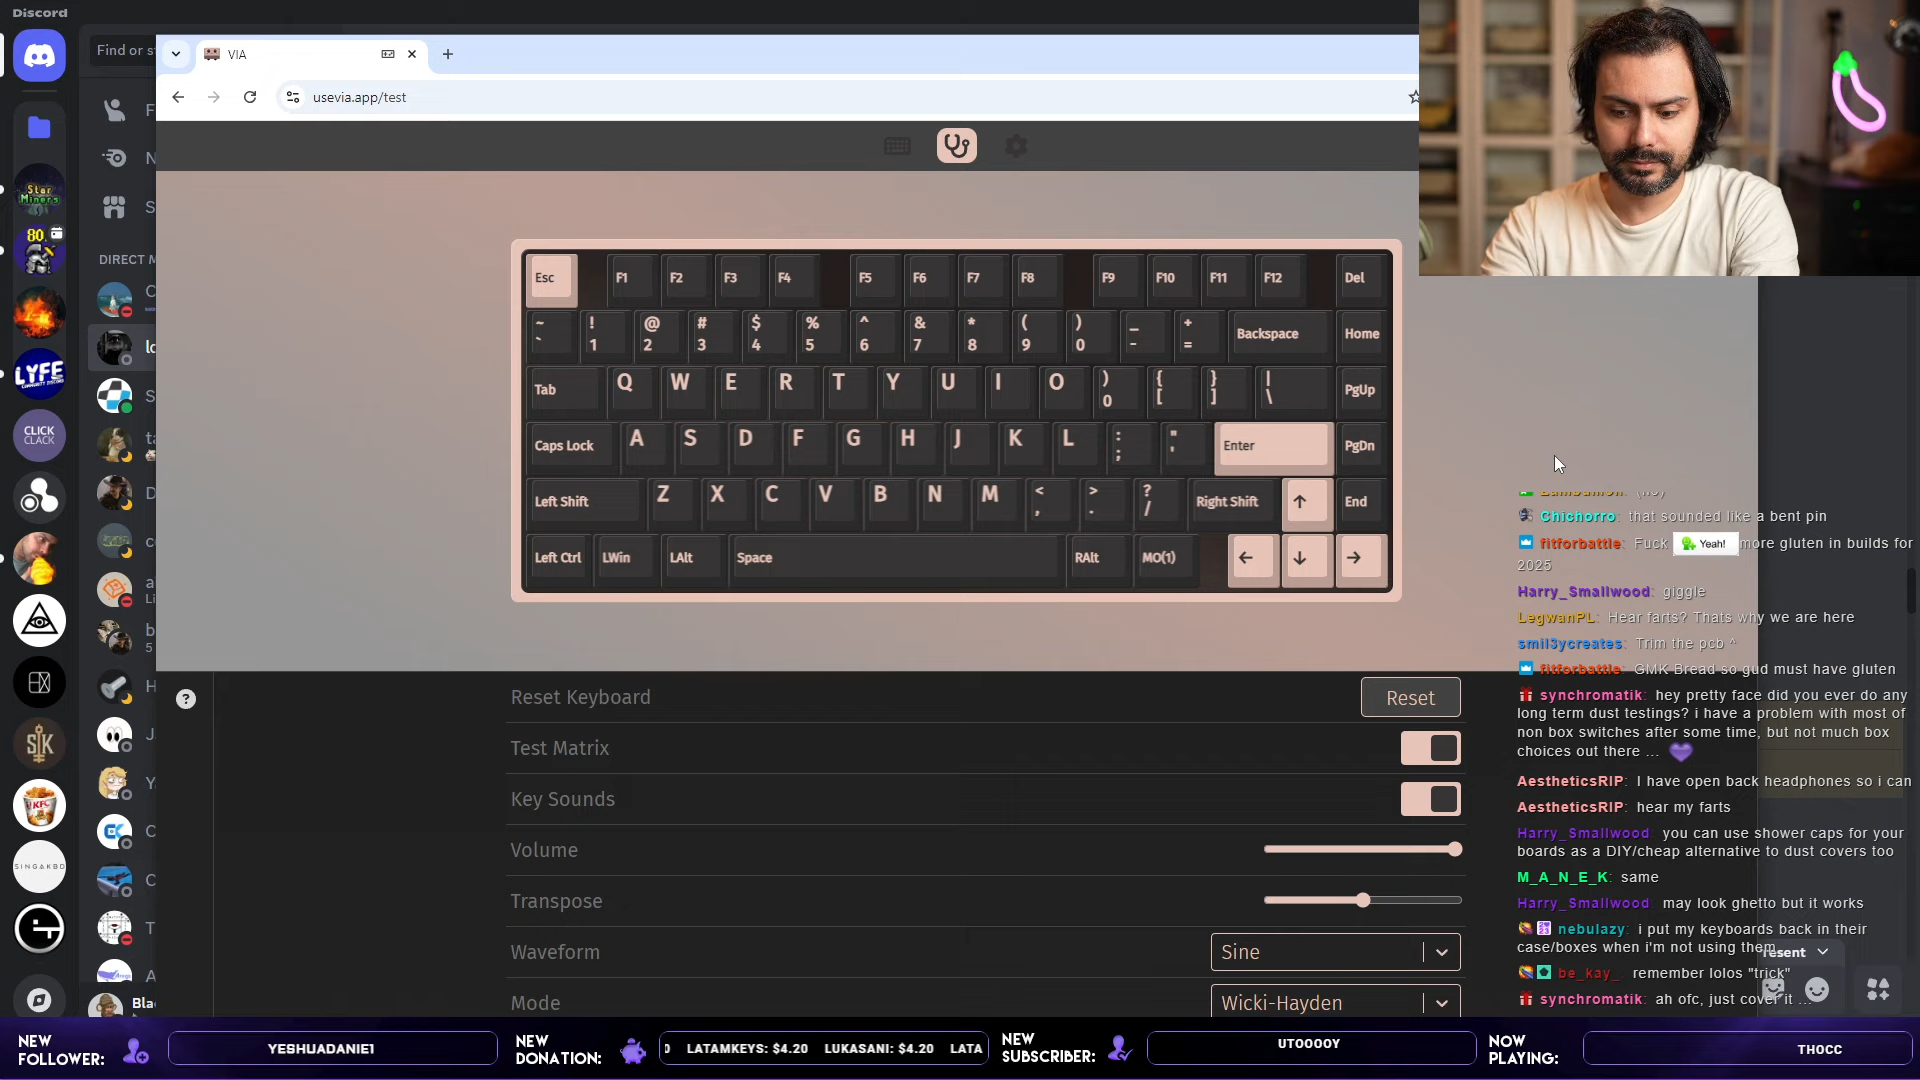 Discord
Find or s
VIA
usevia.app/test
DIRECT M
Star Miners
80
LYFE
CLICK CLACK
KFC
SINGAKBD
Esc F1 F2 F3 F4 F5 F6 F7 F8 F9 F10 F11 F12 Del
~ ! @ # $ % ^ & * ( ) _ + Backspace Home
` 1 2 3 4 5 6 7 8 9 0 - =
Tab Q W E R T Y U I O ) { } | PgUp
0 [ ] \
Caps Lock A S D F G H J K L : " Enter PgDn
; '
Left Shift Z X C V B N M < > ? Right Shift ↑ End
, . /
Left Ctrl LWin LAlt Space RAlt MO(1) ← ↓ →
Reset Keyboard Reset
Test Matrix
Key Sounds
Volume
Transpose
Waveform Sine
Mode Wicki-Hayden
Chichorro: that sounded like a bent pin
fitforbattle: Fuck Yeah! more gluten in builds for
2025
Harry_Smallwood: giggle
LegwanPL: Hear farts? Thats why we are here
smil3ycreates: Trim the pcb ^
fitforbattle: GMK Bread so gud must have gluten
synchromatik: hey pretty face did you ever do any
long term dust testings? i have a problem with most of
non box switches after some time, but not much box
choices out there ...
AestheticsRIP: I have open back headphones so i can
AestheticsRIP: hear my farts
Harry_Smallwood: you can use shower caps for your
boards as a DIY/cheap alternative to dust covers too
M_A_N_E_K: same
Harry_Smallwood: may look ghetto but it works
nebulazy: i put my keyboards back in their
case/boxes when i'm not using them
resent
be_kay_: remember lolos "trick"
synchromatik: ah ofc, just cover it ...
Bla
NEW FOLLOWER: YESHUADANIE1
NEW DONATION: LATAMKEYS: $4.20 LUKASANI: $4.20 LATA
NEW SUBSCRIBER: UTOOOOY
NOW PLAYING: THOCC